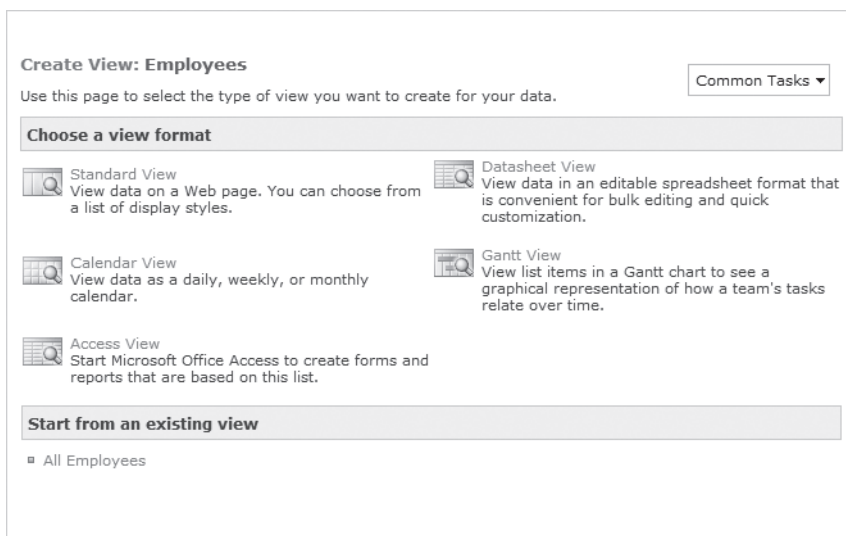 Create View: Employees
Common Tasks
Use this page to select the type of view you want to create for your data.
Choose a view format
Standard View
View data on a Web page. You can choose from
a list of display styles.
Datasheet View
View data in an editable spreadsheet format that
is convenient for bulk editing and quick
customization.
Calendar View
View data as a daily, weekly, or monthly
calendar.
Gantt View
View list items in a Gantt chart to see a
graphical representation of how a team's tasks
relate over time.
Access View
Start Microsoft Office Access to create forms and
reports that are based on this list.
Start from an existing view
All Employees